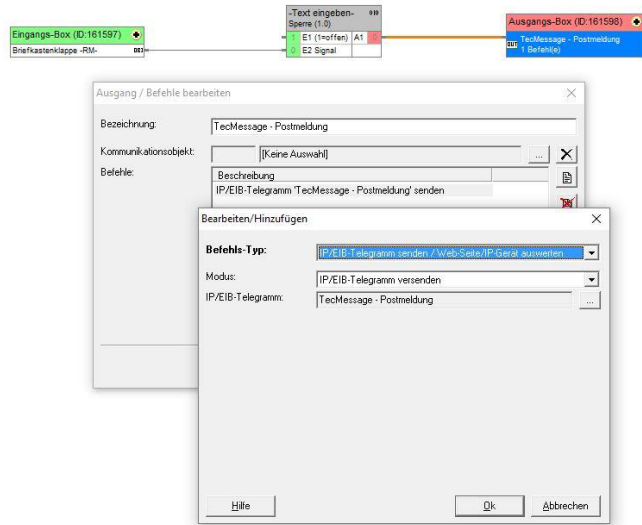 -Text eingeben-
Sperre (1.0)
1 E1 (1=offen) A1 0
0 E2 Signal
Eingangs-Box (ID:161597)
Briefkastenklappe -RM-
Ausgangs-Box (ID:161598)
OUT TecMessage - Postmeldung
1 Befehl(e)
Ausgang / Befehle bearbeiten
Bezeichnung: TecMessage - Postmeldung
Kommunikationsobjekt: [Keine Auswahl] ...
Befehle: Beschreibung
IP/EIB-Telegramm 'TecMessage - Postmeldung' senden
Bearbeiten/Hinzufügen
Befehls-Typ: IP/EIB-Telegramm senden / Web-Seite/IP-Gerät auswerten
Modus: IP/EIB-Telegramm versenden
IP/EIB-Telegramm: TecMessage - Postmeldung ...
Hilfe Ok Abbrechen